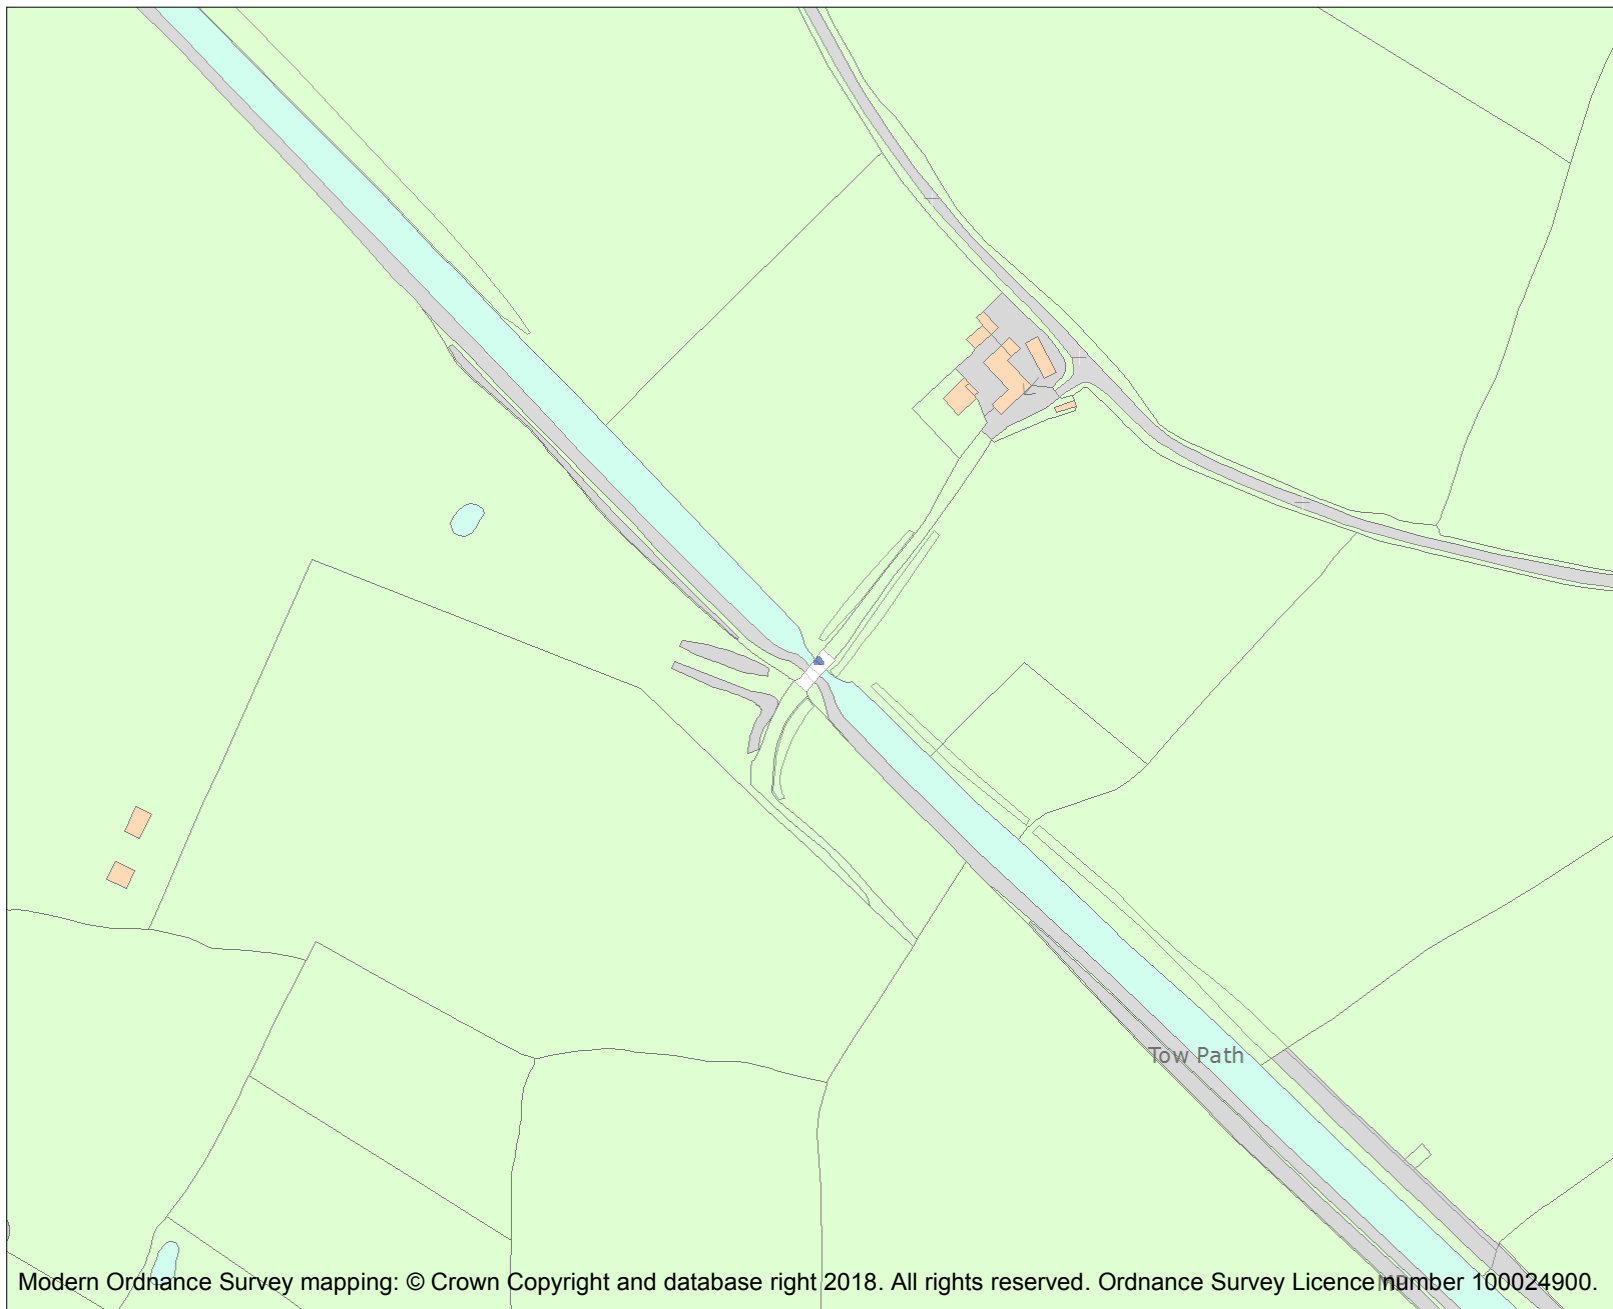 Tow Path
Modern Ordnance Survey mapping: © Crown Copyright and database right 2018. All rights reserved. Ordnance Survey Licence number 100024900.